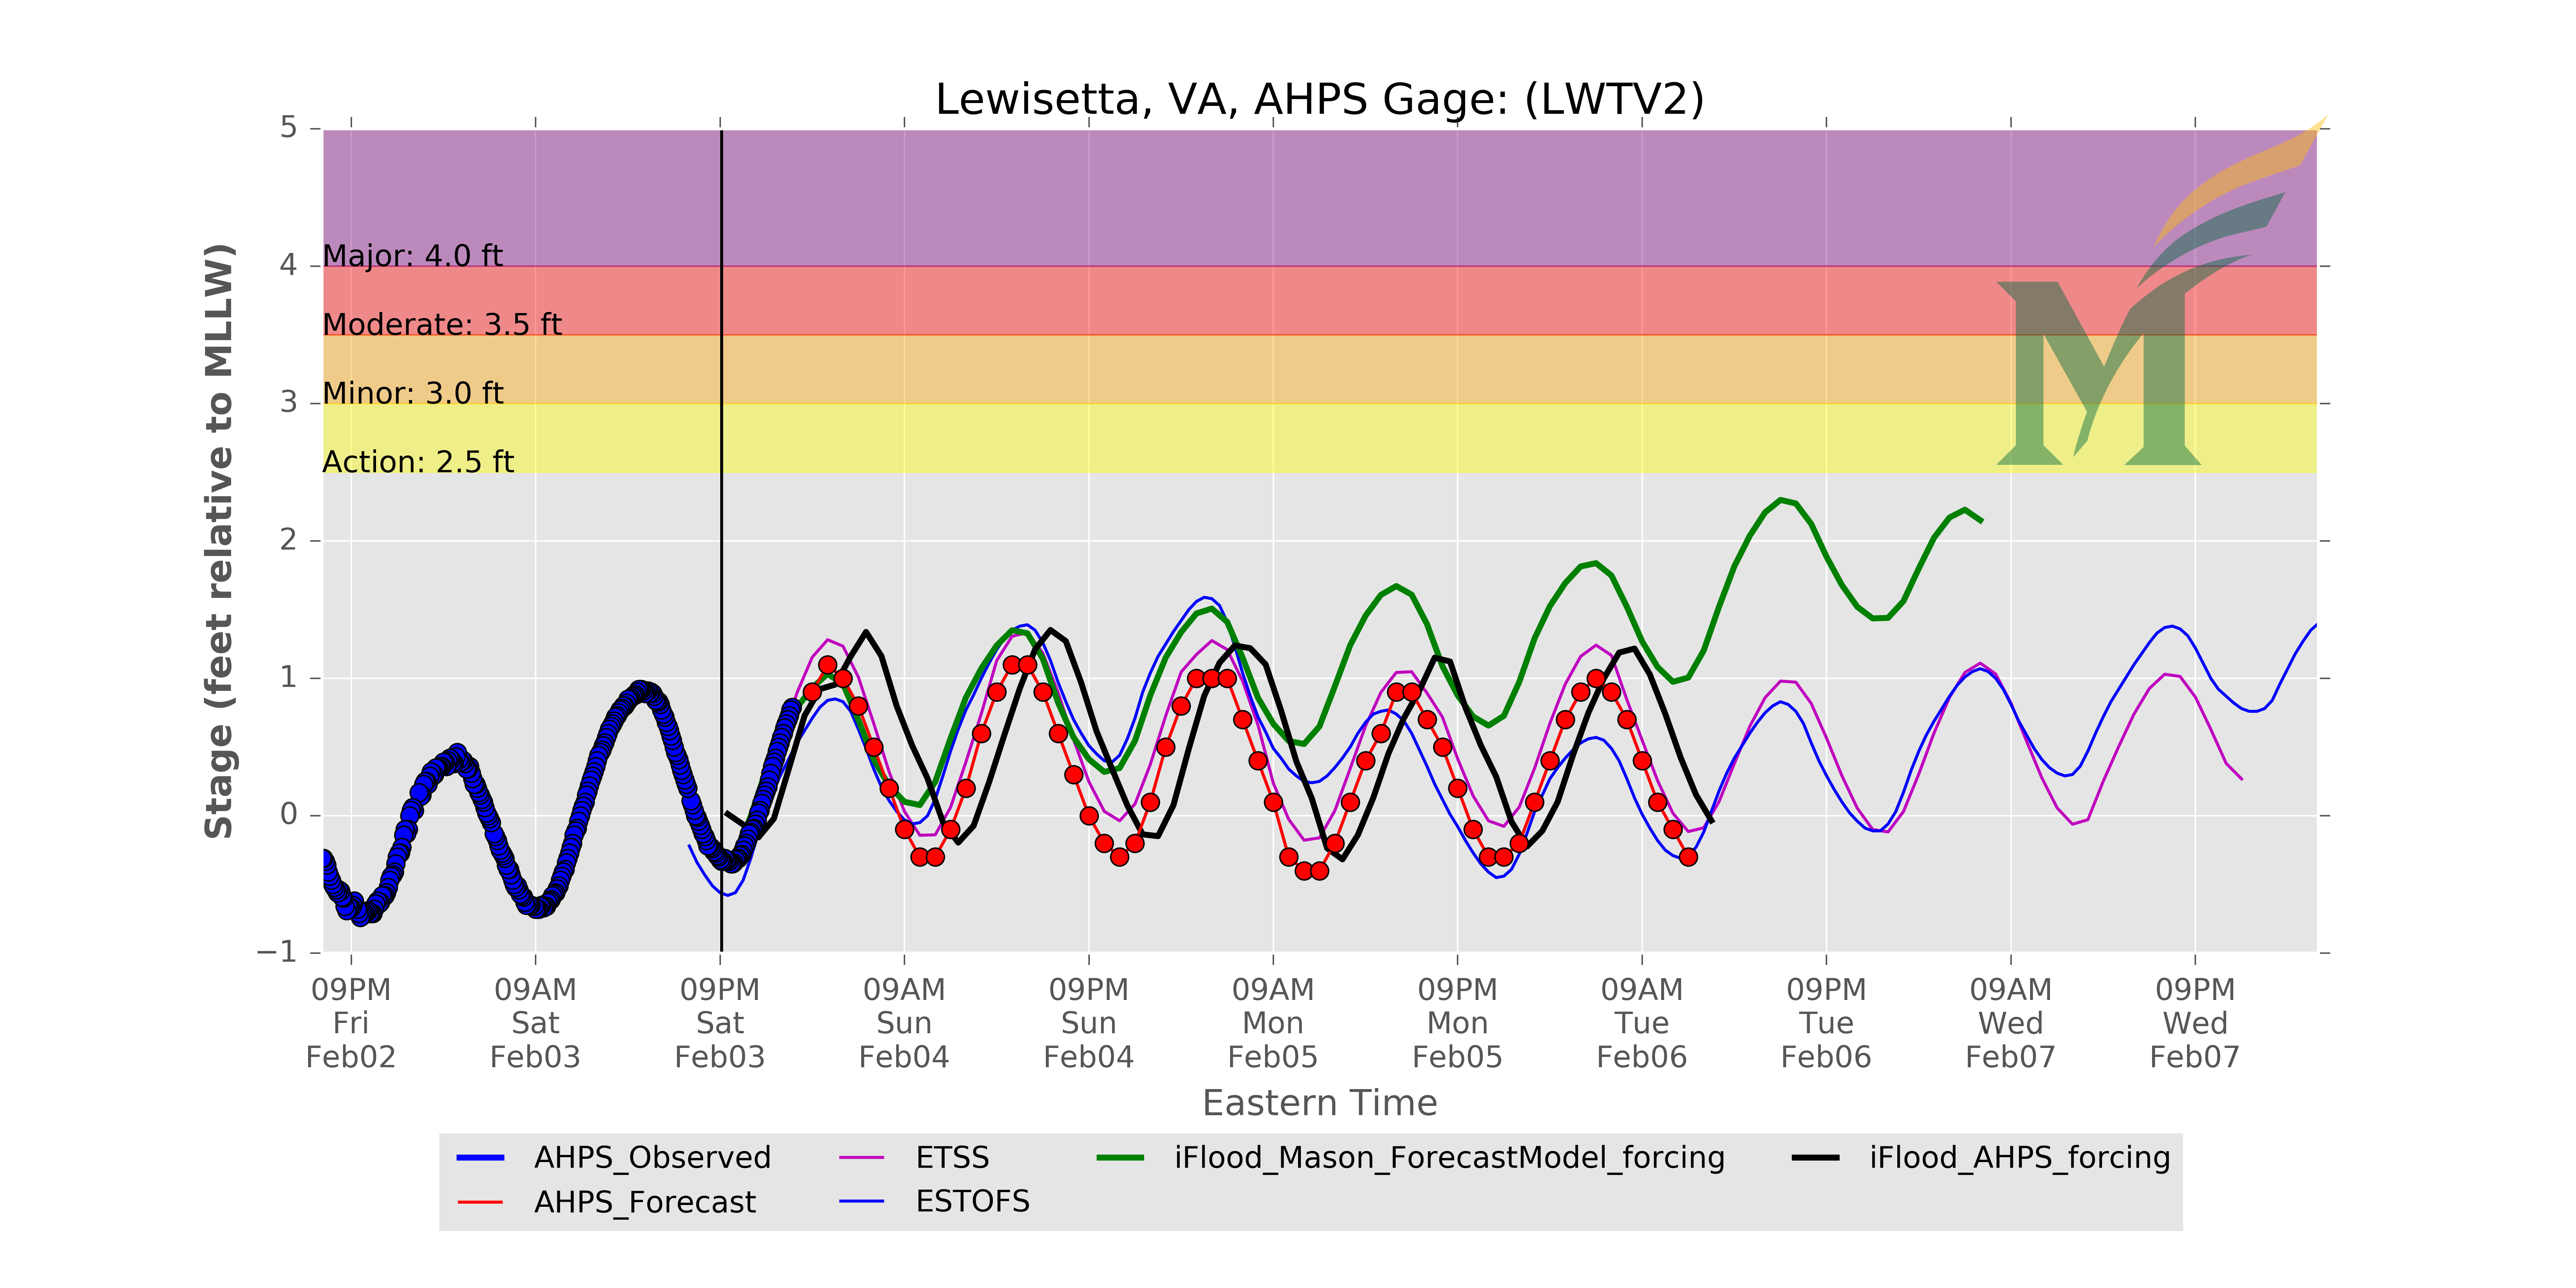 Lewisetta, VA, AHPS Gage: (LWTV2)
5
4
3
2
1
0
−1
Stage (feet relative to MLLW)
Major: 4.0 ft
Moderate: 3.5 ft
Minor: 3.0 ft
Action: 2.5 ft
M
09PM 09AM 09PM 09AM 09PM 09AM 09PM 09AM 09PM 09AM 09PM
Fri Sat Sat Sun Sun Mon Mon Tue Tue Wed Wed
Feb02 Feb03 Feb03 Feb04 Feb04 Feb05 Feb05 Feb06 Feb06 Feb07 Feb07
Eastern Time
AHPS_Observed ETSS iFlood_Mason_ForecastModel_forcing iFlood_AHPS_forcing
AHPS_Forecast ESTOFS